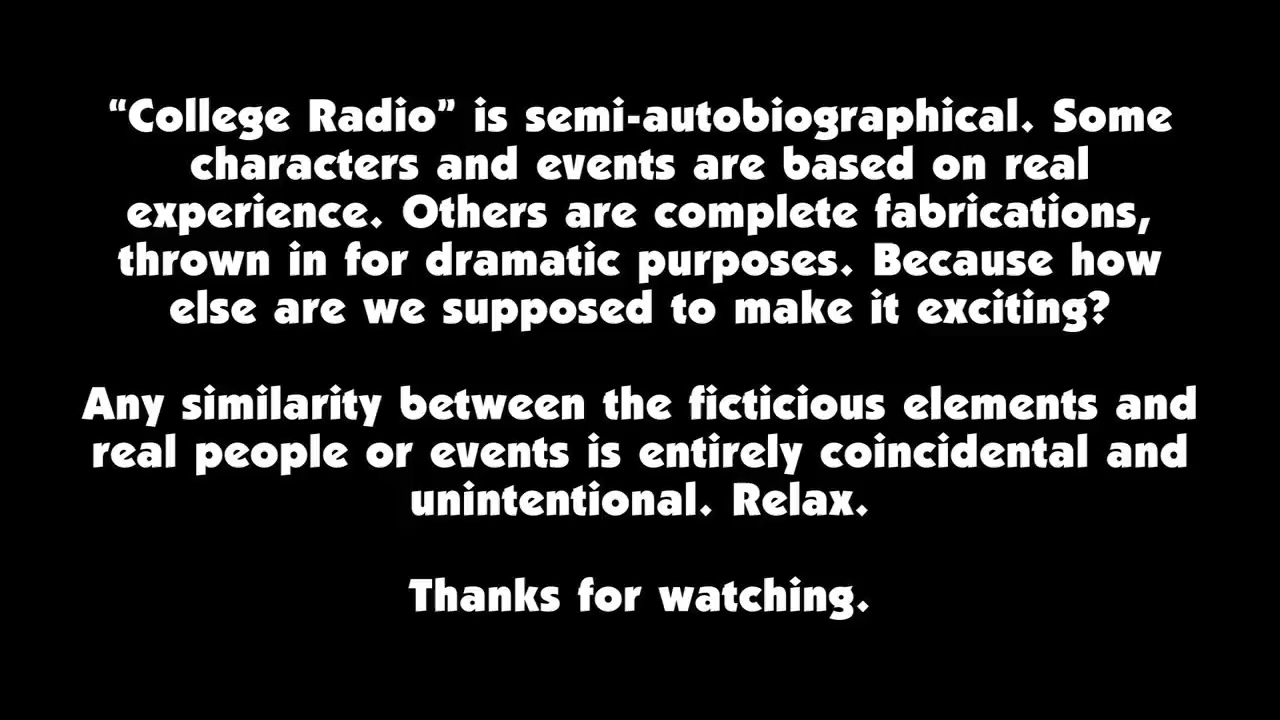 “College Radio” is semi-autobiographical. Some
characters and events are based on real
experience. Others are complete fabrications,
thrown in for dramatic purposes. Because how
else are we supposed to make it exciting?
Any similarity between the ficticious elements and
real people or events is entirely coincidental and
unintentional. Relax.
Thanks for watching.